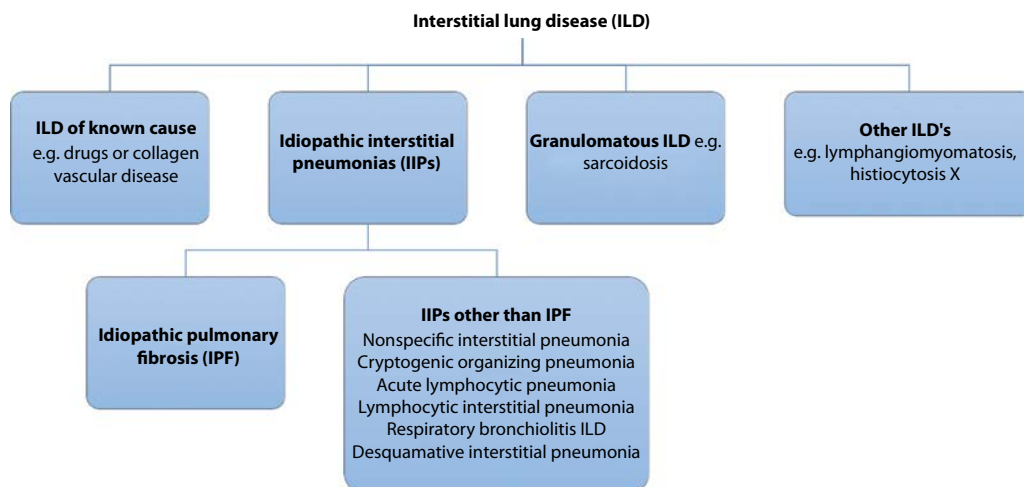 Interstitial lung disease (ILD)
ILD of known cause
e.g. drugs or collagen
vascular disease
Idiopathic interstitial
pneumonias (IIPs)
Granulomatous ILD e.g.
sarcoidosis
Other ILD's
e.g. lymphangiomyomatosis,
histiocytosis X
Idiopathic pulmonary
fibrosis (IPF)
IIPs other than IPF
Nonspecific interstitial pneumonia
Cryptogenic organizing pneumonia
Acute lymphocytic pneumonia
Lymphocytic interstitial pneumonia
Respiratory bronchiolitis ILD
Desquamative interstitial pneumonia